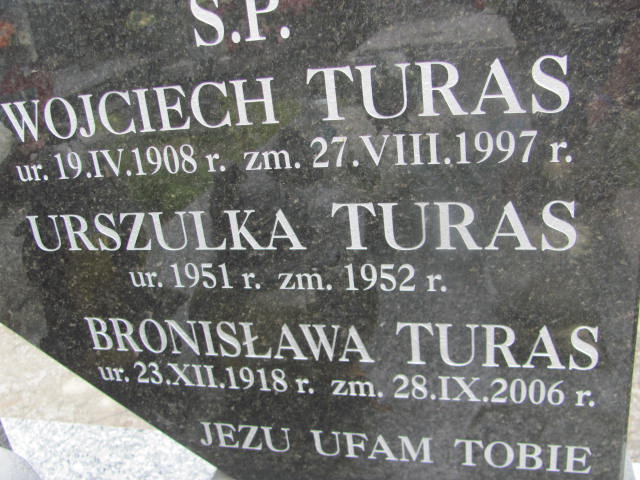 S.P.
WOJCIECH TURAS
ur. 19.IV.1908 r. zm. 27.VIII.1997 r.
URSZULKA TURAS
ur. 1951 r. zm. 1952 r.
BRONISŁAWA TURAS
ur. 23.XII.1918 r. zm. 28.IX.2006 r.
JEZU UFAM TOBIE